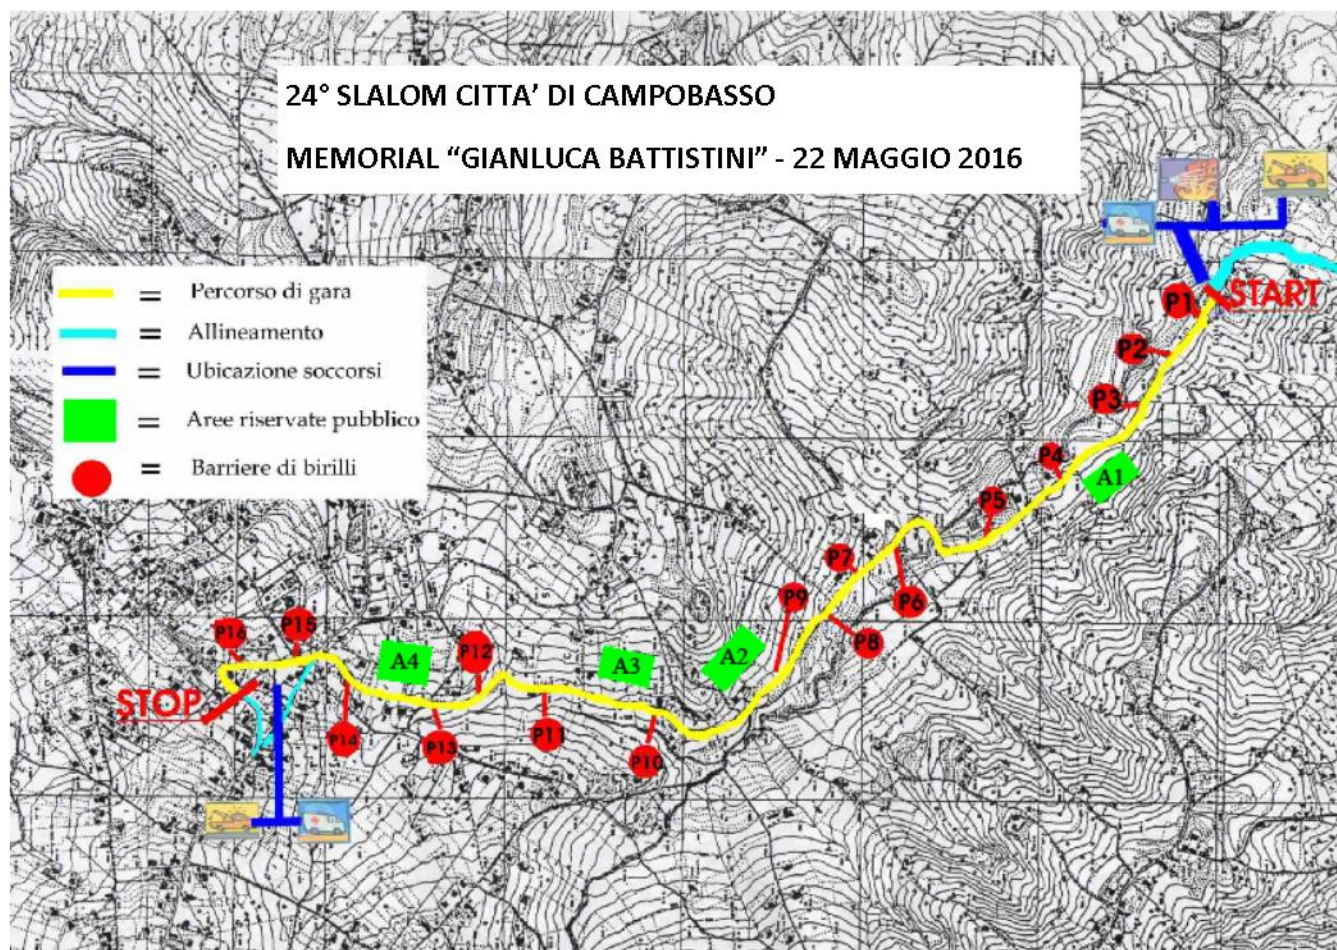 24° SLALOM CITTA' DI CAMPOBASSO
MEMORIAL “GIANLUCA BATTISTINI” - 22 MAGGIO 2016
= Percorso di gara
= Allineamento
= Ubicazione soccorsi
= Aree riservate pubblico
= Barriere di birilli
START
P1
P2
P3
P4
A1
P5
P7
P6
P9
P8
A2
P16
P15
A4
P12
A3
STOP
P14
P13
P11
P10